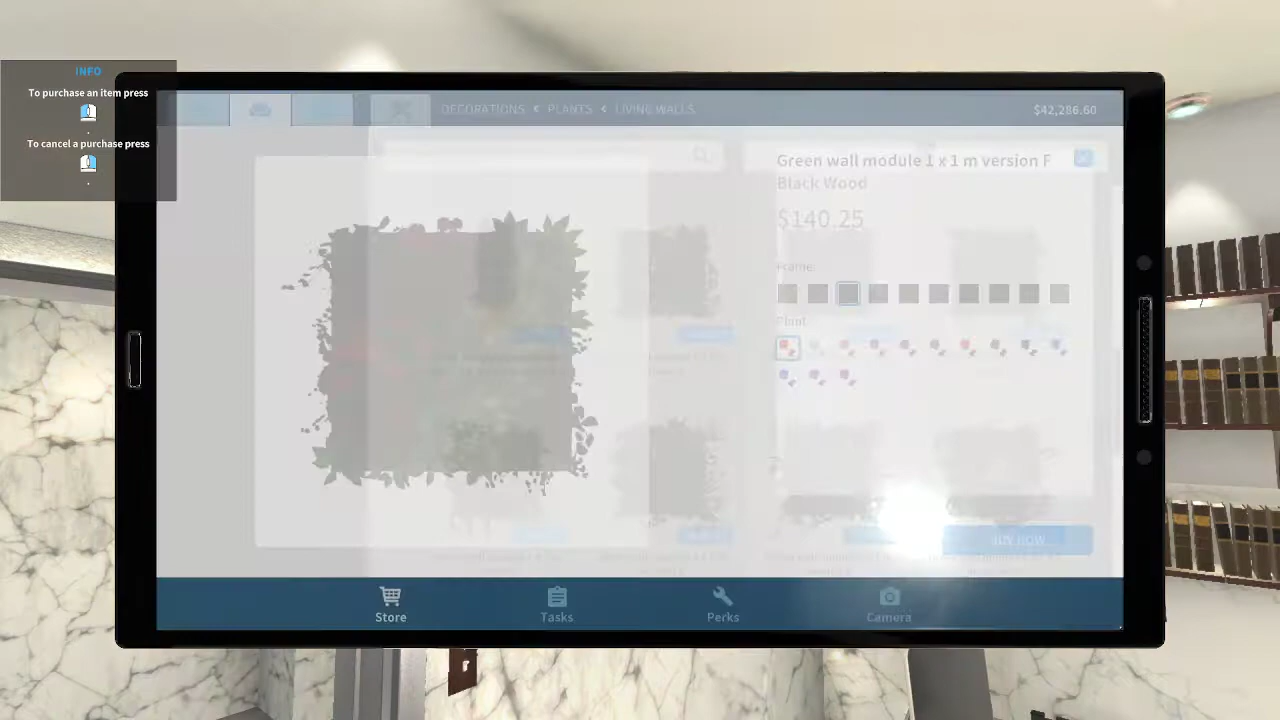 INFO
To purchase an item press
.
To cancel a purchase press
.
DECORATIONS < PLANTS < LIVING WALLS
$42,286.60
Green wall module 1 x 1 m version F
Black Wood
$140.25
Frame:
Plant
BUY NOW
Store
Tasks
Perks
Camera